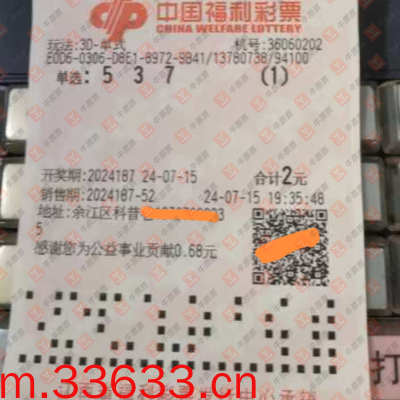 中国福利彩票
CHINA WELFARE LOTTERY
玩法:3D-单式 机号:36060202
E0D6-0306-D8E1-8972-9B41/13780738/94100
单选: 5 3 7 (1)
开奖期:2024187 24-07-15 合计2元
销售期:2024187-52 24-07-15 19:35:48
地址:余江区科普
5
感谢您为公益事业贡献0.68元
打
m.33633.cn